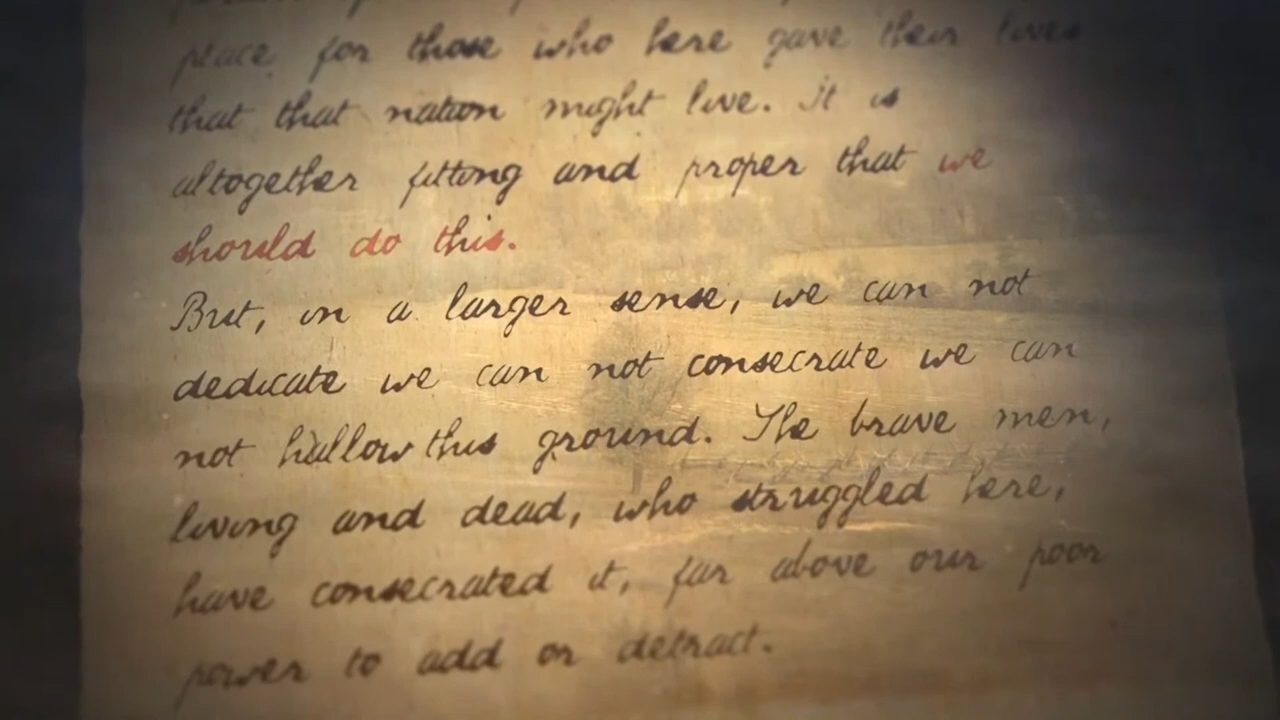 peace for those who here gave their lives
that that nation might live. It is
altogether fitting and proper that we
should do this.
But, in a larger sense, we can not
dedicate we can not consecrate we can
not hallow this ground. The brave men,
living and dead, who struggled here,
have consecrated it, far above our poor
power to add or detract.